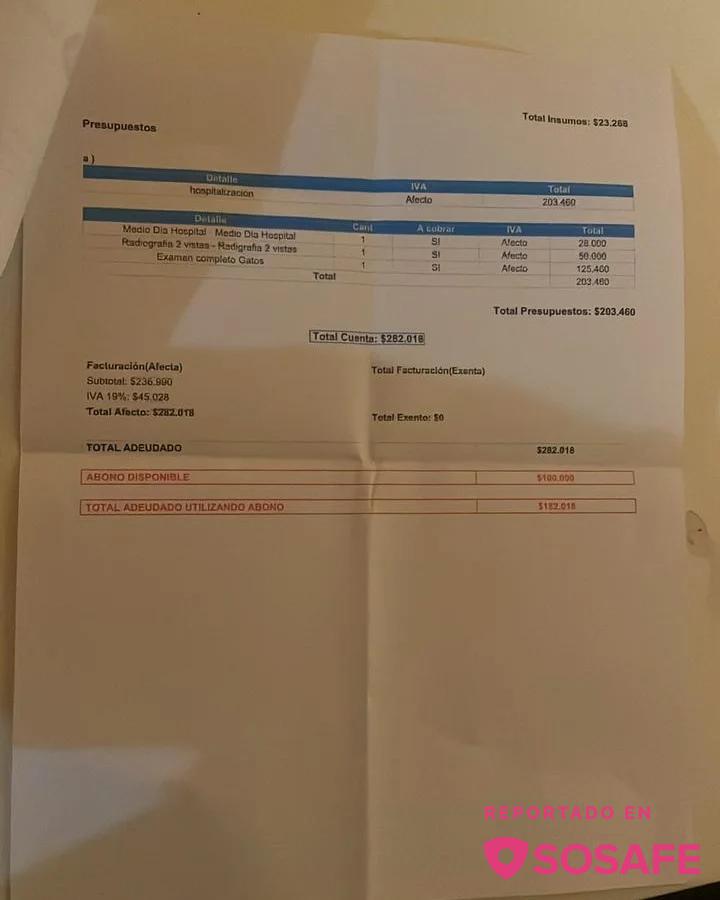 Total Insumos: $23.268
Presupuestos
a )
Detalle IVA Total
hospitalizacion Afecto 203.460
Detalle Cant A cobrar IVA Total
Medio Dia Hospital - Medio Dia Hospital 1 SI Afecto 28.000
Radiografia 2 vistas - Radigrafia 2 vistas 1 SI Afecto 50.000
Examen completo Gatos 1 SI Afecto 125.460
Total 203.460
Total Presupuestos: $203.460
Total Cuenta: $282.018
Facturación(Afecta) Total Facturación(Exenta)
Subtotal: $236.990
IVA 19%: $45.028
Total Afecto: $282.018 Total Exento: $0
TOTAL ADEUDADO $282.018
ABONO DISPONIBLE $100.000
TOTAL ADEUDADO UTILIZANDO ABONO $182.018
REPORTADO EN
SOSAFE